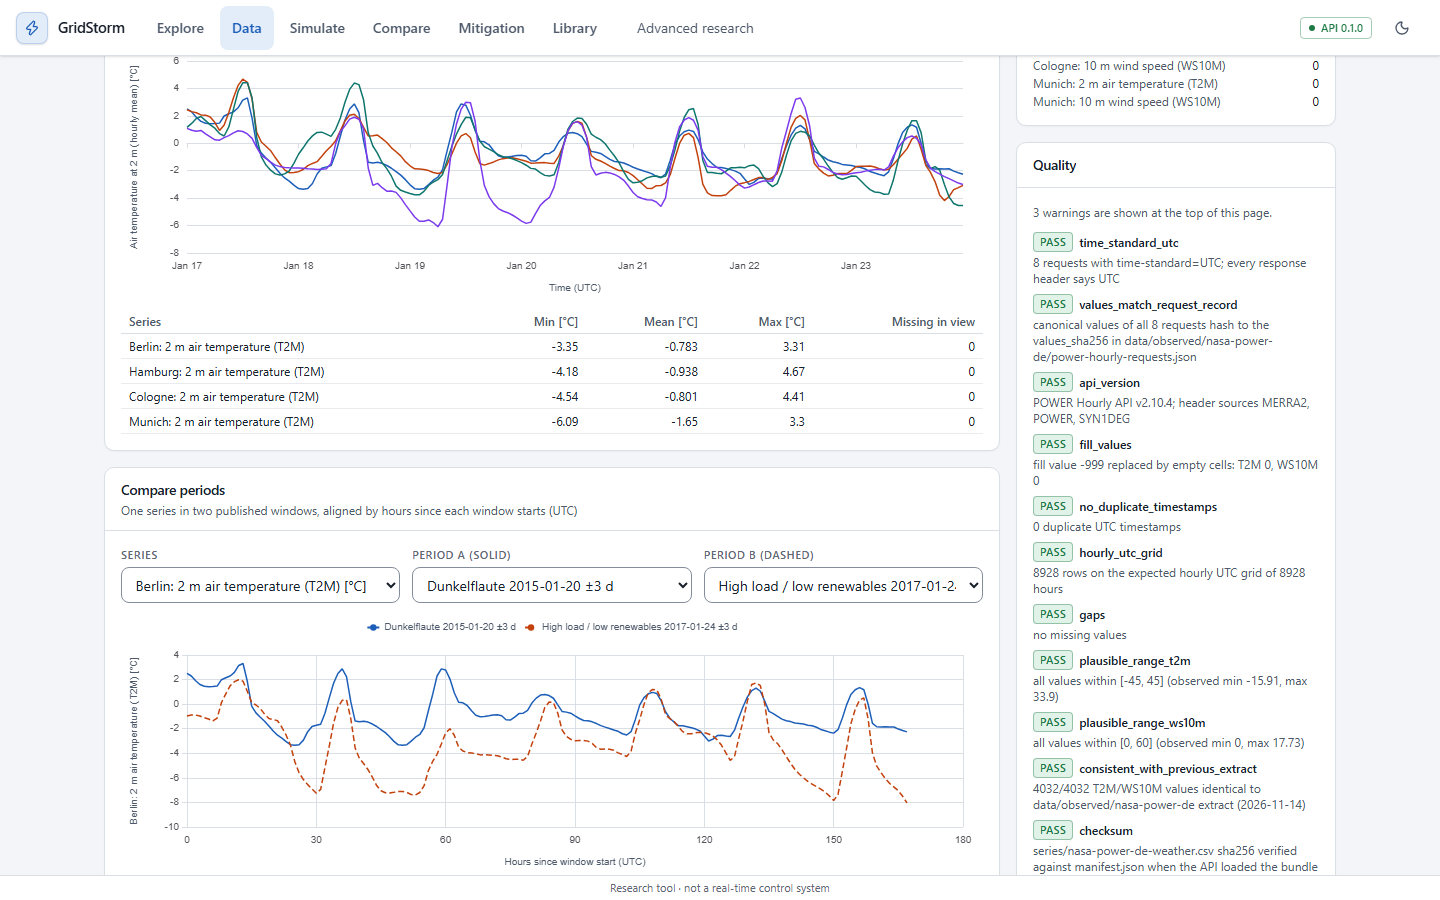 GridStorm
Explore
Data
Simulate
Compare
Mitigation
Library
Advanced research
API 0.1.0
Air temperature at 2 m (hourly mean) [°C]
6
4
2
0
-2
-4
-6
-8
Jan 17
Jan 18
Jan 19
Jan 20
Jan 21
Jan 22
Jan 23
Time (UTC)
Series Min [°C] Mean [°C] Max [°C] Missing in view
Berlin: 2 m air temperature (T2M) -3.35 -0.783 3.31 0
Hamburg: 2 m air temperature (T2M) -4.18 -0.938 4.67 0
Cologne: 2 m air temperature (T2M) -4.54 -0.801 4.41 0
Munich: 2 m air temperature (T2M) -6.09 -1.65 3.3 0
Compare periods
One series in two published windows, aligned by hours since each window starts (UTC)
SERIES
Berlin: 2 m air temperature (T2M) [°C]
PERIOD A (SOLID)
Dunkelflaute 2015-01-20 ±3 d
PERIOD B (DASHED)
High load / low renewables 2017-01-2
Dunkelflaute 2015-01-20 ±3 d
High load / low renewables 2017-01-24 ±3 d
Berlin: 2 m air temperature (T2M) [°C]
4
2
0
-2
-4
-6
-8
-10
0
30
60
90
120
150
180
Hours since window start (UTC)
Cologne: 10 m wind speed (WS10M) 0
Munich: 2 m air temperature (T2M) 0
Munich: 10 m wind speed (WS10M) 0
Quality
3 warnings are shown at the top of this page.
PASS time_standard_utc
8 requests with time-standard=UTC; every response
header says UTC
PASS values_match_request_record
canonical values of all 8 requests hash to the
values_sha256 in data/observed/nasa-power-
de/power-hourly-requests.json
PASS api_version
POWER Hourly API v2.10.4; header sources MERRA2,
POWER, SYN1DEG
PASS fill_values
fill value -999 replaced by empty cells: T2M 0, WS10M
0
PASS no_duplicate_timestamps
0 duplicate UTC timestamps
PASS hourly_utc_grid
8928 rows on the expected hourly UTC grid of 8928
hours
PASS gaps
no missing values
PASS plausible_range_t2m
all values within [-45, 45] (observed min -15.91, max
33.9)
PASS plausible_range_ws10m
all values within [0, 60] (observed min 0, max 17.73)
PASS consistent_with_previous_extract
4032/4032 T2M/WS10M values identical to
data/observed/nasa-power-de extract (2026-11-14)
PASS checksum
series/nasa-power-de-weather.csv sha256 verified
against manifest.json when the API loaded the bundle
Research tool · not a real-time control system